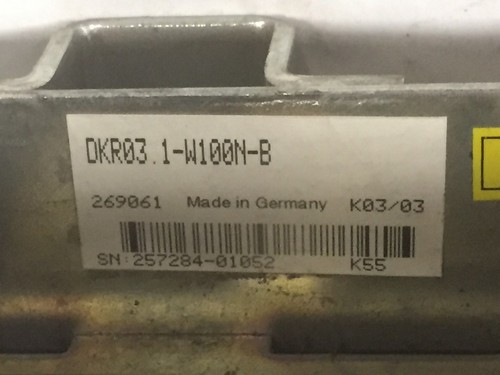 DKR03.1-W100N-B
269061 Made in Germany K03/03
SN:257284-01052 K55